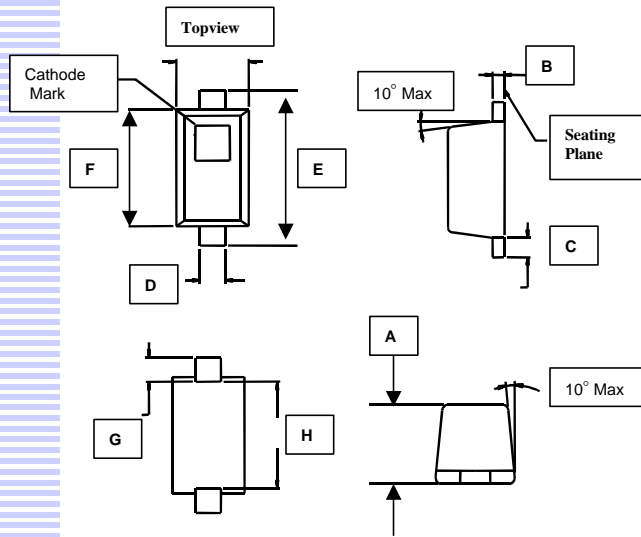 Topview
Cathode
Mark
10° Max
B
Seating
Plane
F
E
C
D
A
10° Max
G
H